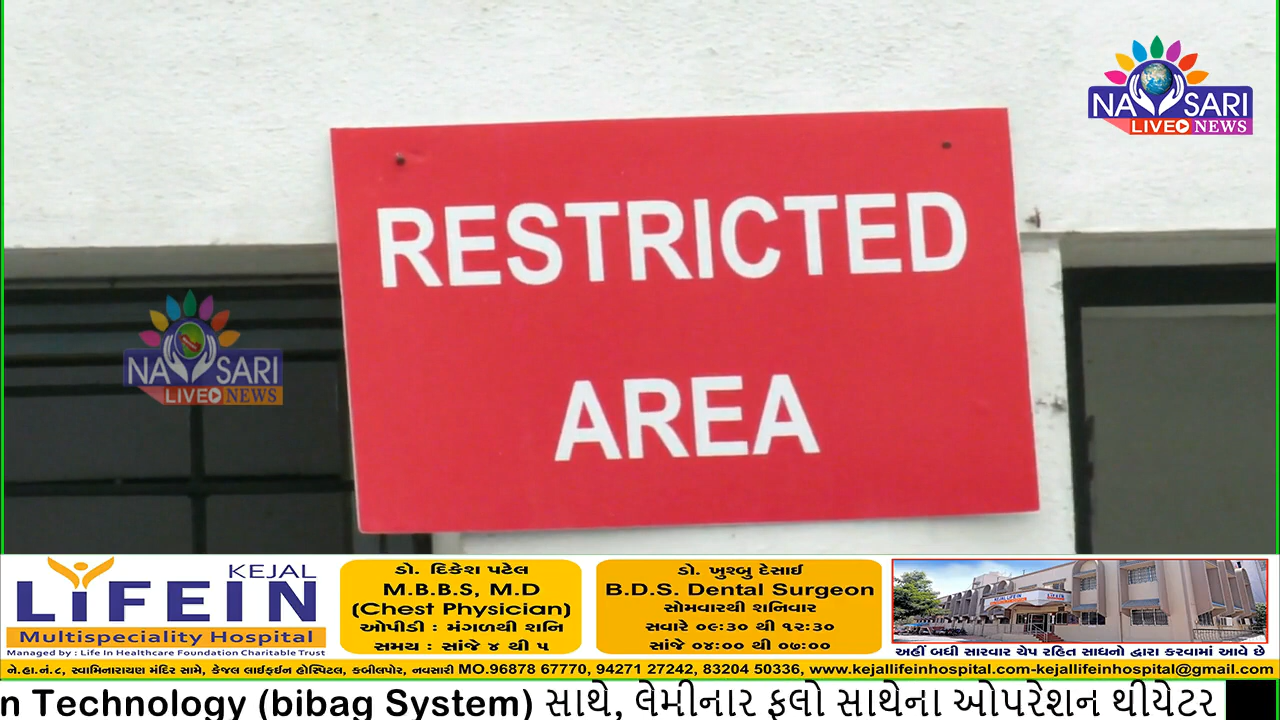 NAVSARI
LIVE NEWS
RESTRICTED
AREA
NAVSARI
LIVE NEWS
KEJAL
LIFEIN
Multispeciality Hospital
Managed by : Life In Healthcare Foundation Charitable Trust
ડો. દિકેશ પટેલ
M.B.B.S, M.D
(Chest Physician)
ઓપીડી : મંગળથી શનિ
સમય : સાંજે ૪ થી ૫
ડો. ખુશ્બુ દેસાઈ
B.D.S. Dental Surgeon
સોમવારથી શનિવાર
સવારે ૦૯:૩૦ થી ૧૨:૩૦
સાંજે ૦૪:૦૦ થી ૦૭:૦૦
KEJAL LIFEIN
અહીં બધી સારવાર ચેપ રહિત સાધનો દ્વારા કરવામાં આવે છે
ને.હા.નં.૮, સ્વામિનારાયણ મંદિર સામે, કેજલ લાઈફઈન હોસ્પિટલ, કબીલપોર, નવસારી MO.96878 67770, 94271 27242, 83204 50336, www.kejallifeinhospital.com-kejallifeinhospital@gmail.com
n Technology (bibag System) સાથે, લેમીનાર ફલો સાથેના ઓપરેશન થીયેટર